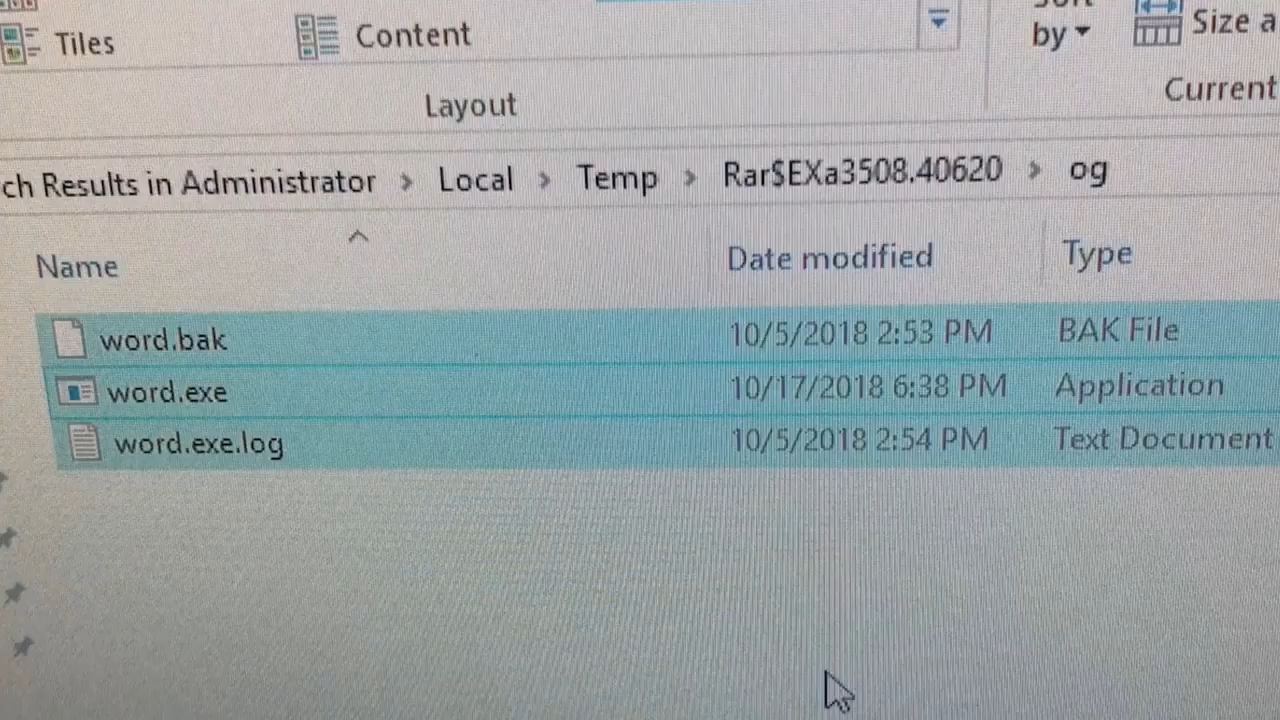 Tiles
Content
by
Size a
Layout
Current
ch Results in Administrator > Local > Temp > Rar$EXa3508.40620 > og
Name Date modified Type
word.bak 10/5/2018 2:53 PM BAK File
word.exe 10/17/2018 6:38 PM Application
word.exe.log 10/5/2018 2:54 PM Text Document